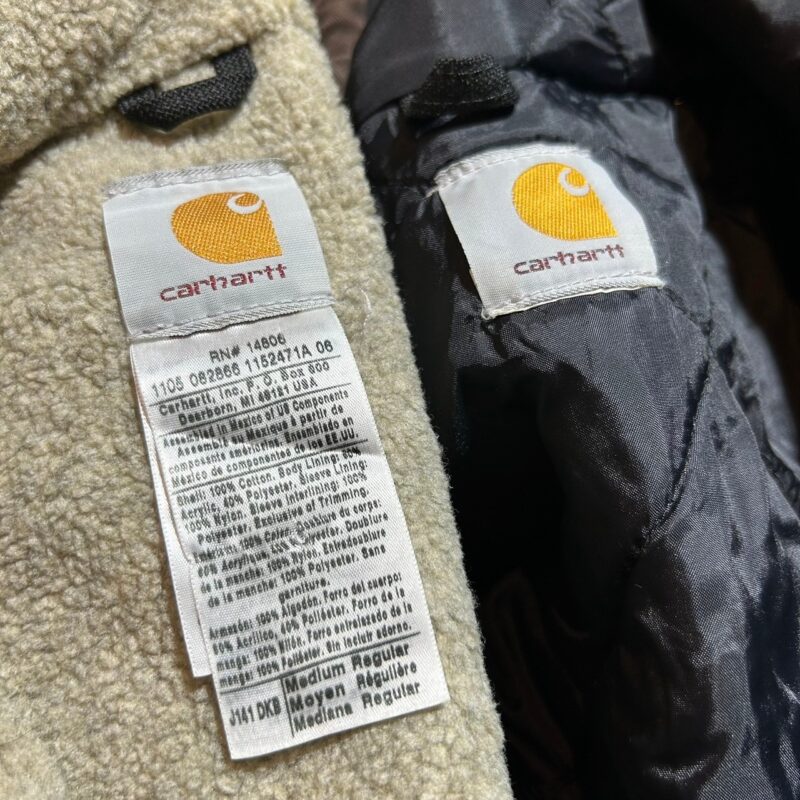 carhartt
RN# 14806
1105 082866 1152471A 06
Carhartt, Inc, P. O. Box 600
Dearborn, MI 48121 USA
Assembled in Mexico of US Components
Assemblé au Mexique à partir de
composants américains. Ensamblado en
México de componentes de los EE.UU.
Shell: 100% Cotton. Body Lining:
Acrylic, 40% Polyester. Sleeve Lining:
100% Nylon. Sleeve Interlining: 100%
Polyester. Exclusive of Trimming.
100% Doublure du corps:
Acrylique, 40% Polyester. Doublure
de la manche: 100% Nylon. Entredoublure
de la manche: 100% Polyester. Sans
garniture.
Armazón: 100% Algodón. Forro del cuerpo:
60% Acrílico, 40% Poliéster. Forro de la
manga: 100% Nilon. Forro entrelazado de la
manga: 100% Poliéster. Sin incluir adorno.
J141 DKB
Medium Regular
Moyen Régulière
Mediana Regular
carhartt